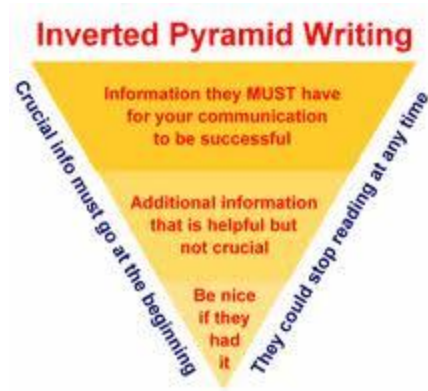 Inverted Pyramid Writing
Information they MUST have
for your communication
to be successful
Additional information
that is helpful but
not crucial
Be nice
if they
had
it
Crucial info must go at the beginning
They could stop reading at any time